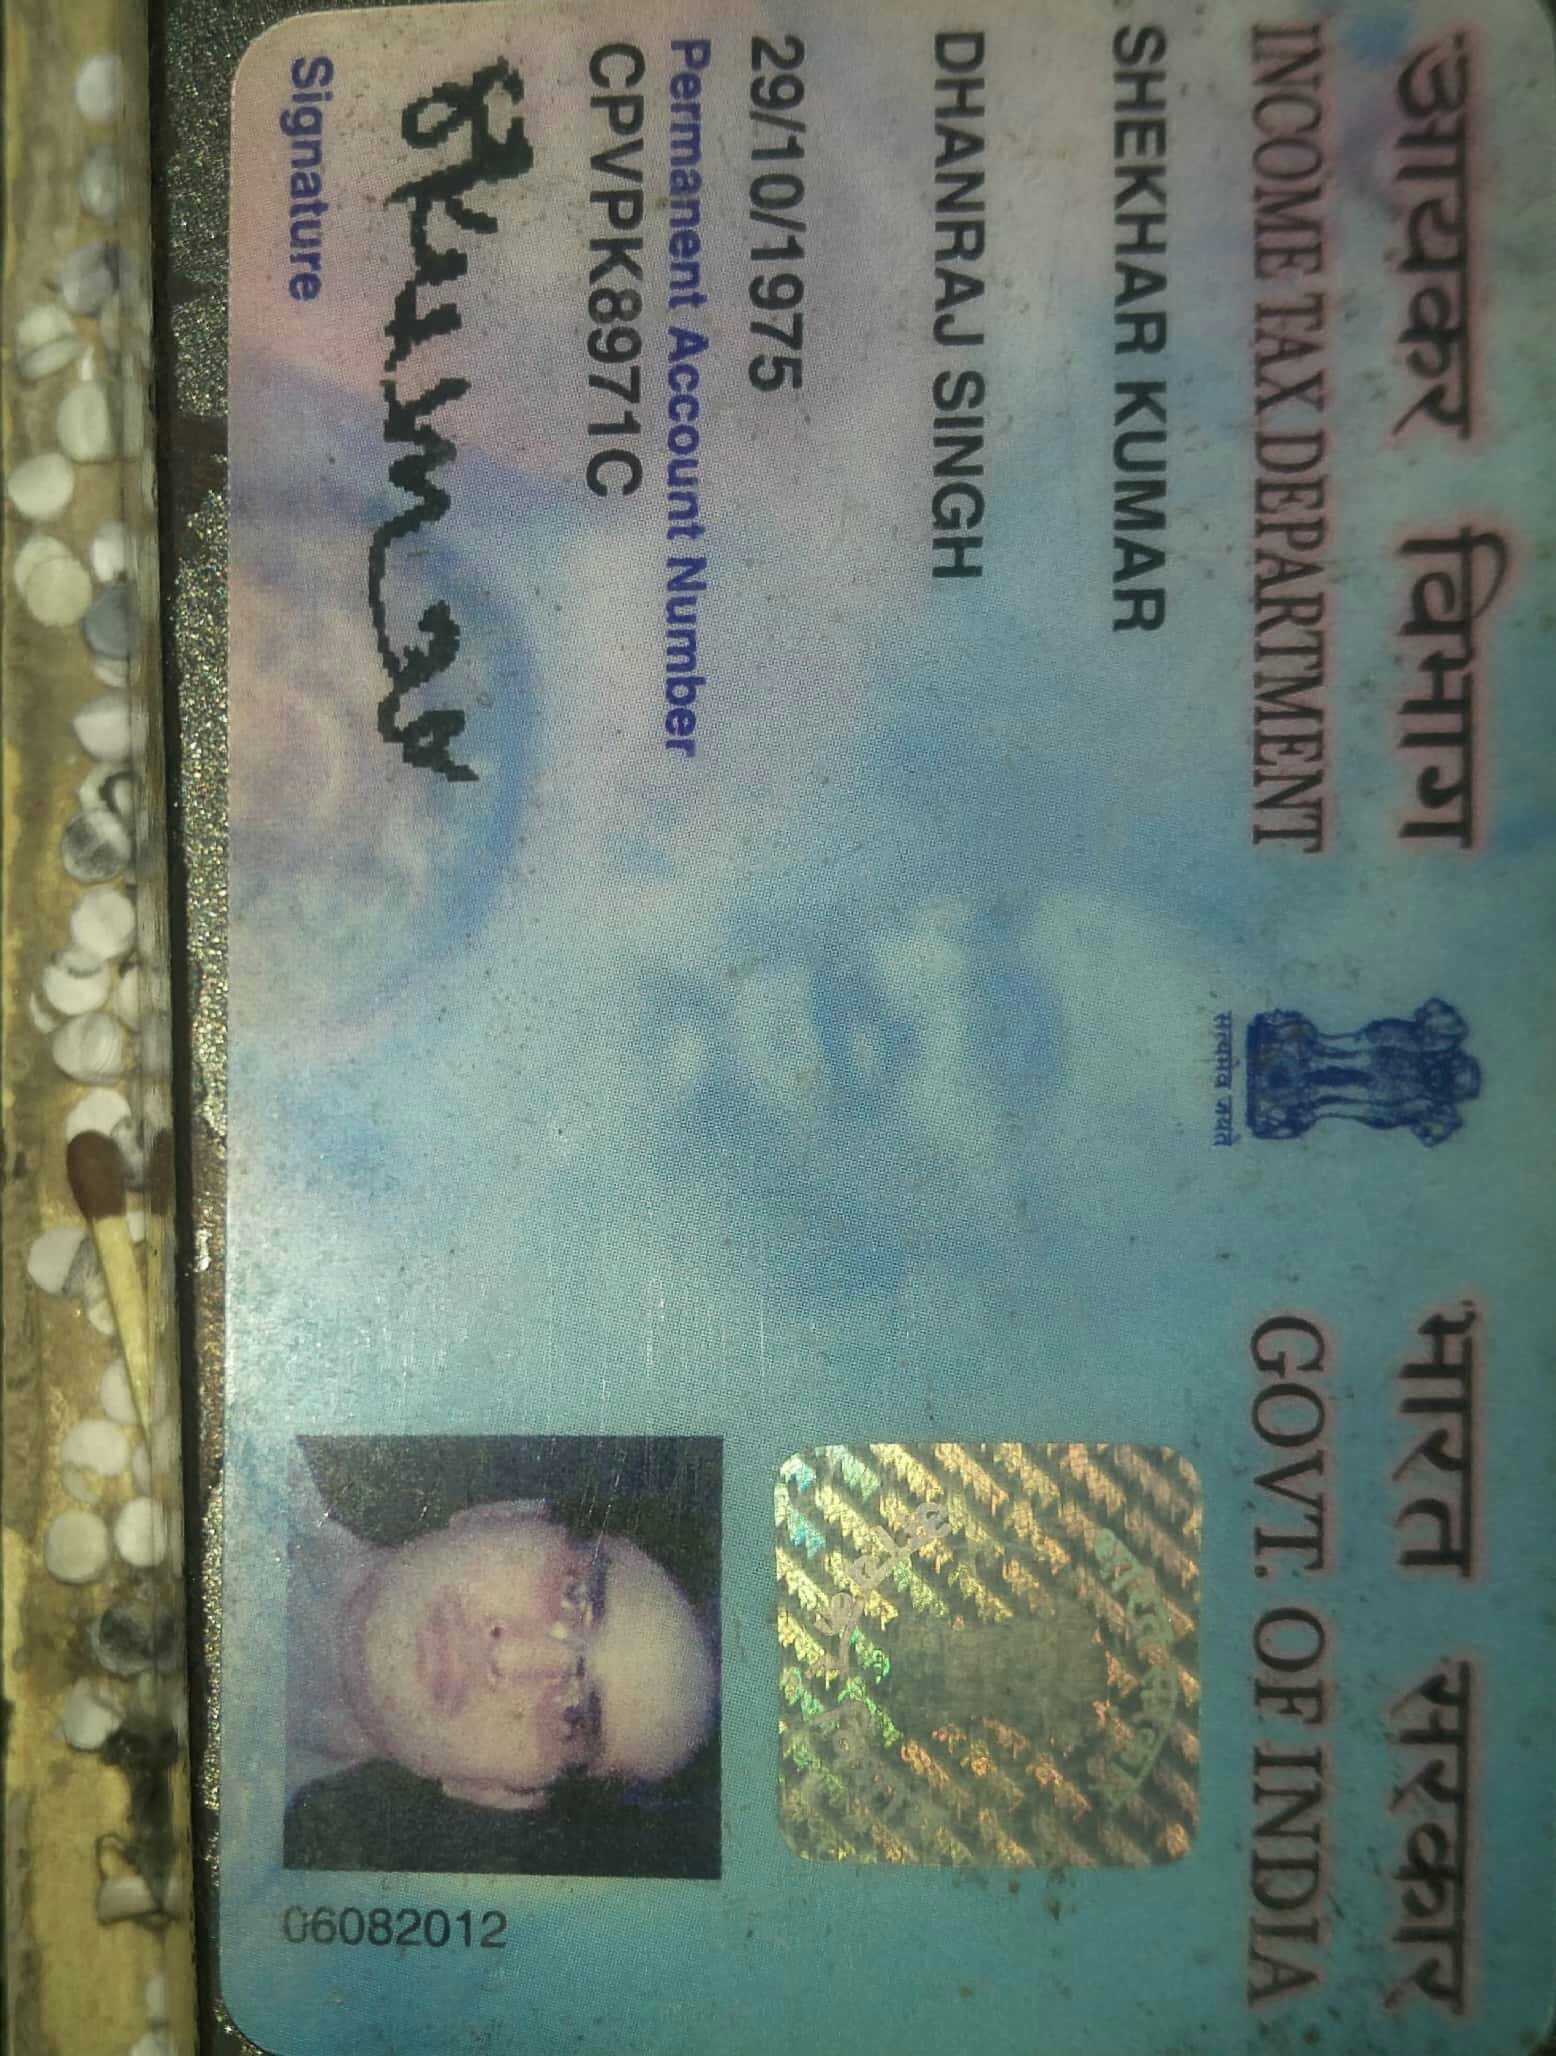 आयकर विभाग
INCOME TAX DEPARTMENT
भारत सरकार
GOVT. OF INDIA
सत्यमेव जयते
SHEKHAR KUMAR
DHANRAJ SINGH
29/10/1975
Permanent Account Number
CPVPK8971C
Signature
06082012